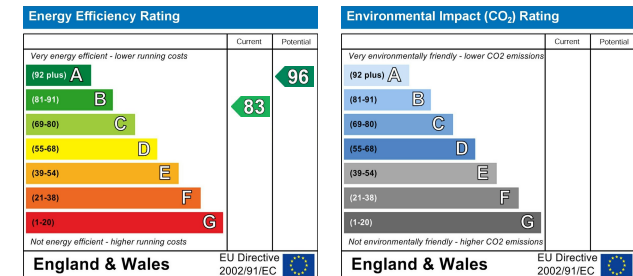 Energy Efficiency Rating
Current Potential
Very energy efficient - lower running costs
(92 plus) A
96
(81-91) B
83
(69-80) C
(55-68) D
(39-54) E
(21-38) F
(1-20) G
Not energy efficient - higher running costs
England & Wales
EU Directive
2002/91/EC
Environmental Impact (CO₂) Rating
Current Potential
Very environmentally friendly - lower CO2 emissions
(92 plus) A
(81-91) B
(69-80) C
(55-68) D
(39-54) E
(21-38) F
(1-20) G
Not environmentally friendly - higher CO2 emissions
England & Wales
EU Directive
2002/91/EC